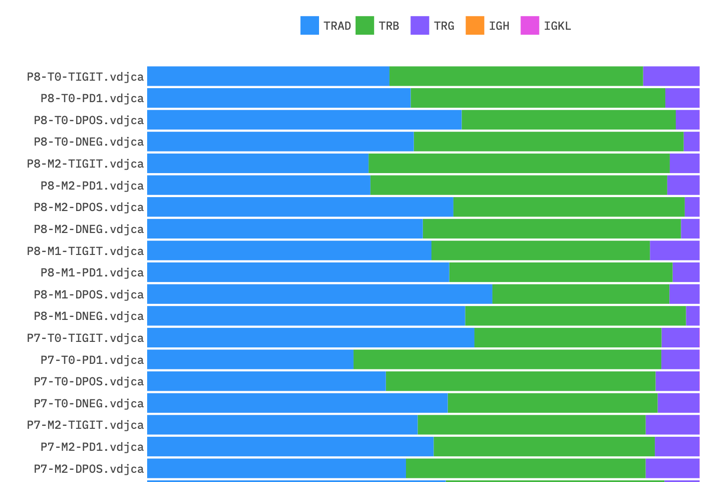 TRAD TRB TRG IGH IGKL
P8-T0-TIGIT.vdjca
P8-T0-PD1.vdjca
P8-T0-DPOS.vdjca
P8-T0-DNEG.vdjca
P8-M2-TIGIT.vdjca
P8-M2-PD1.vdjca
P8-M2-DPOS.vdjca
P8-M2-DNEG.vdjca
P8-M1-TIGIT.vdjca
P8-M1-PD1.vdjca
P8-M1-DPOS.vdjca
P8-M1-DNEG.vdjca
P7-T0-TIGIT.vdjca
P7-T0-PD1.vdjca
P7-T0-DPOS.vdjca
P7-T0-DNEG.vdjca
P7-M2-TIGIT.vdjca
P7-M2-PD1.vdjca
P7-M2-DPOS.vdjca